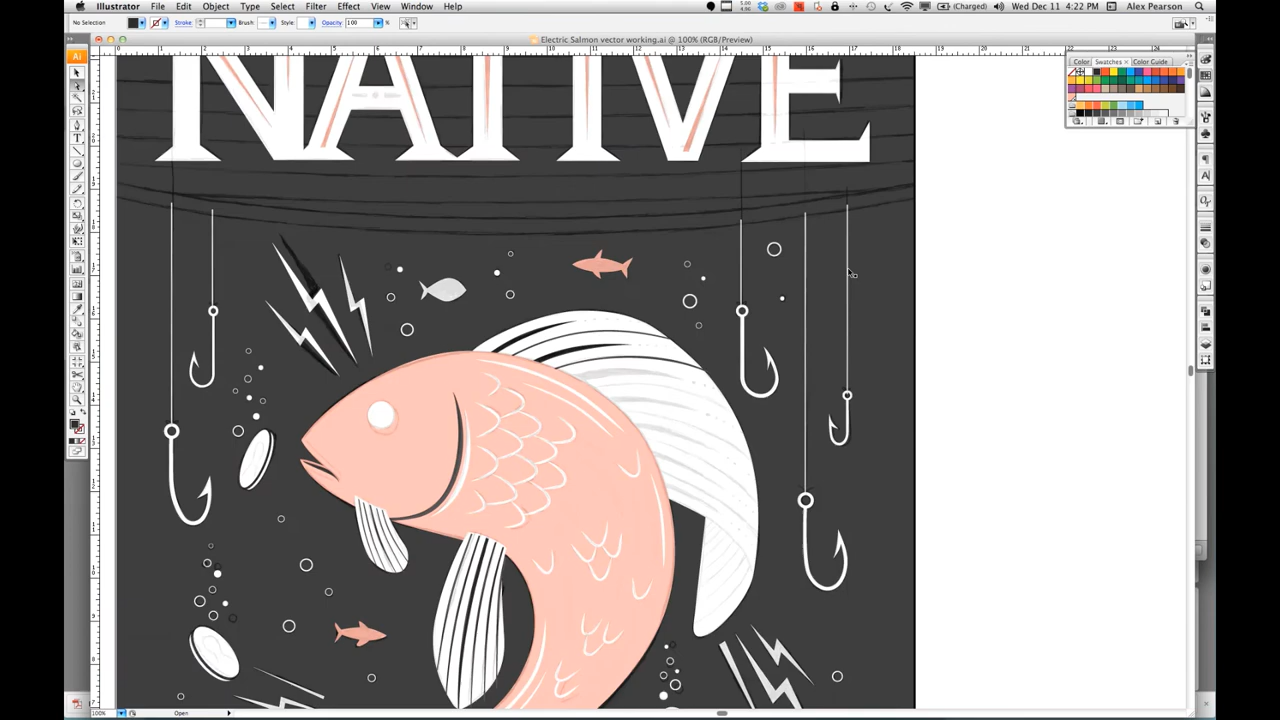 Illustrator File Edit Object Type Select Filter Effect View Window Help
(Charged) Wed Dec 11 4:22 PM Alex Pearson
No Selection Stroke: Brush: Style: Opacity: 100 %
Electric Salmon vector working.ai @ 100% (RGB/Preview)
Color Swatches Color Guide
Ai
NATIVE
100% Open